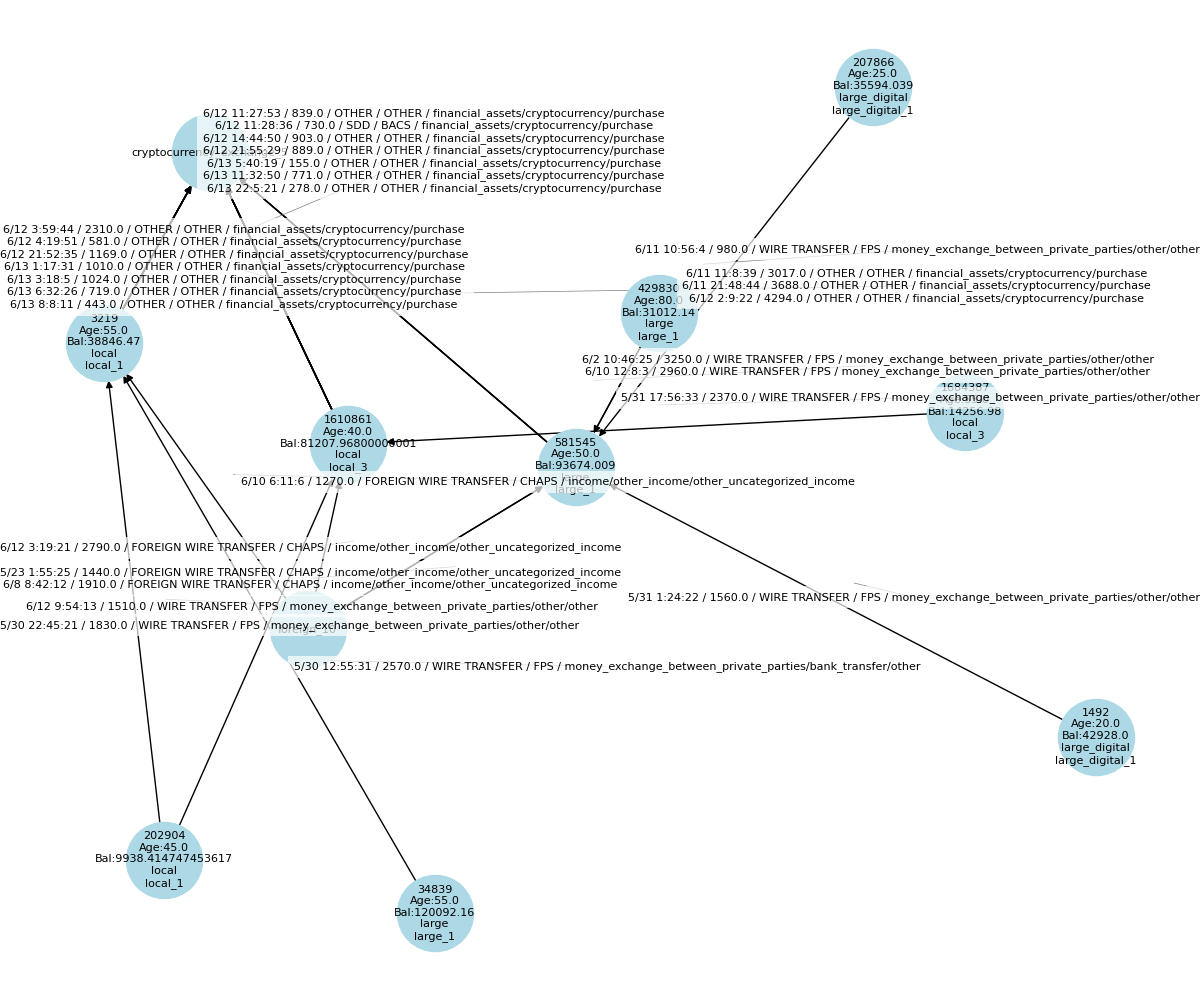 207866
Age:25.0
Bal:35594.039
large_digital
large_digital_1
6/12 11:27:53 / 839.0 / OTHER / OTHER / financial_assets/cryptocurrency/purchase
6/12 11:28:36 / 730.0 / SDD / BACS / financial_assets/cryptocurrency/purchase
6/12 14:44:50 / 903.0 / OTHER / OTHER / financial_assets/cryptocurrency/purchase
6/12 21:55:29 / 889.0 / OTHER / OTHER / financial_assets/cryptocurrency/purchase
6/13 5:40:19 / 155.0 / OTHER / OTHER / financial_assets/cryptocurrency/purchase
6/13 11:32:50 / 771.0 / OTHER / OTHER / financial_assets/cryptocurrency/purchase
6/13 22:5:21 / 278.0 / OTHER / OTHER / financial_assets/cryptocurrency/purchase
6/12 3:59:44 / 2310.0 / OTHER / OTHER / financial_assets/cryptocurrency/purchase
6/12 4:19:51 / 581.0 / OTHER / OTHER / financial_assets/cryptocurrency/purchase
6/12 21:52:35 / 1169.0 / OTHER / OTHER / financial_assets/cryptocurrency/purchase
6/13 1:17:31 / 1010.0 / OTHER / OTHER / financial_assets/cryptocurrency/purchase
6/13 3:18:5 / 1024.0 / OTHER / OTHER / financial_assets/cryptocurrency/purchase
6/13 6:32:26 / 719.0 / OTHER / OTHER / financial_assets/cryptocurrency/purchase
6/13 8:8:11 / 443.0 / OTHER / OTHER / financial_assets/cryptocurrency/purchase
6/11 10:56:4 / 980.0 / WIRE TRANSFER / FPS / money_exchange_between_private_parties/other/other
6/11 11:8:39 / 3017.0 / OTHER / OTHER / financial_assets/cryptocurrency/purchase
6/11 21:48:44 / 3688.0 / OTHER / OTHER / financial_assets/cryptocurrency/purchase
6/12 2:9:22 / 4294.0 / OTHER / OTHER / financial_assets/cryptocurrency/purchase
429830
Age:80.0
Bal:31012.14
large
large_1
3219
Age:55.0
Bal:38846.47
local
local_1
6/2 10:46:25 / 3250.0 / WIRE TRANSFER / FPS / money_exchange_between_private_parties/other/other
6/10 12:8:3 / 2960.0 / WIRE TRANSFER / FPS / money_exchange_between_private_parties/other/other
5/31 17:56:33 / 2370.0 / WIRE TRANSFER / FPS / money_exchange_between_private_parties/other
1684387
Bal:14256.98
local
local_3
1610861
Age:40.0
Bal:81207.96800000001
local
local_3
581545
Age:50.0
Bal:93674.009
large
large_1
6/10 6:11:6 / 1270.0 / FOREIGN WIRE TRANSFER / CHAPS / income/other_income/other_uncategorized_income
6/12 3:19:21 / 2790.0 / FOREIGN WIRE TRANSFER / CHAPS / income/other_income/other_uncategorized_income
5/23 1:55:25 / 1440.0 / FOREIGN WIRE TRANSFER / CHAPS / income/other_income/other_uncategorized_income
6/8 8:42:12 / 1910.0 / FOREIGN WIRE TRANSFER / CHAPS / income/other_income/other_uncategorized_income
6/12 9:54:13 / 1510.0 / WIRE TRANSFER / FPS / money_exchange_between_private_parties/other/other
5/30 22:45:21 / 1830.0 / WIRE TRANSFER / FPS / money_exchange_between_private_parties/other/other
foreign_10
5/31 1:24:22 / 1560.0 / WIRE TRANSFER / FPS / money_exchange_between_private_parties/other
5/30 12:55:31 / 2570.0 / WIRE TRANSFER / FPS / money_exchange_between_private_parties/bank_transfer/other
1492
Age:20.0
Bal:42928.0
large_digital
large_digital_1
202904
Age:45.0
Bal:9938.414747453617
local
local_1
34839
Age:55.0
Bal:120092.16
large
large_1